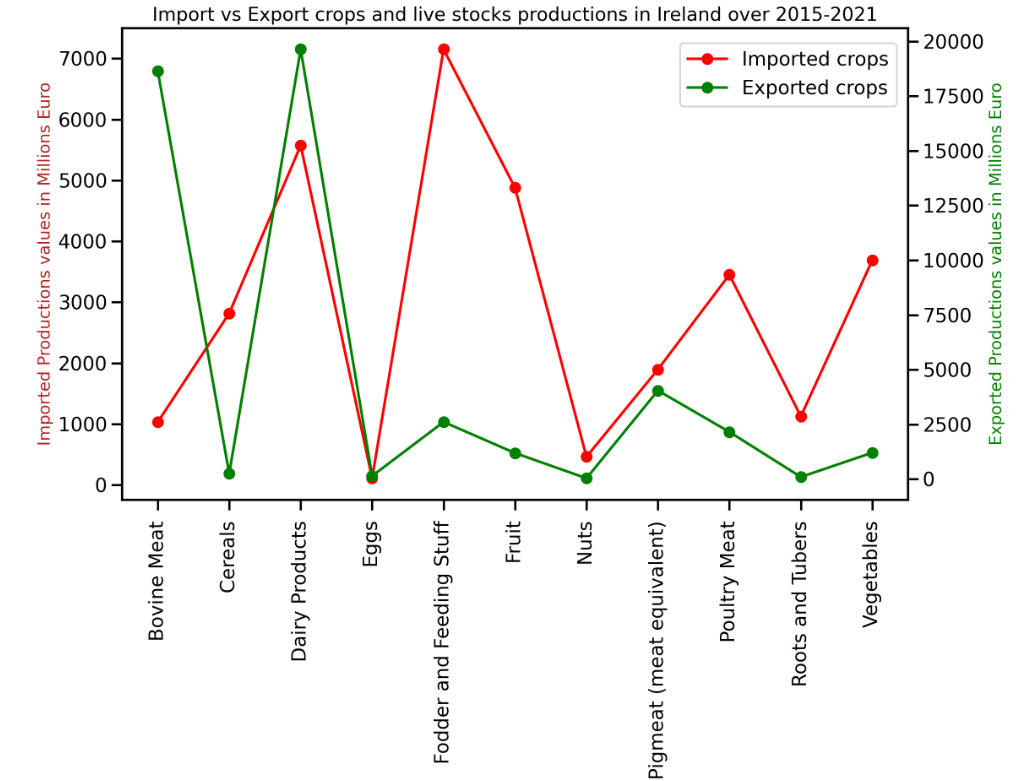 Import vs Export crops and live stocks productions in Ireland over 2015-2021
Imported crops
Exported crops
Imported Productions values in Millions Euro
7000
6000
5000
4000
3000
2000
1000
0
Exported Productions values in Millions Euro
20000
17500
15000
12500
10000
7500
5000
2500
0
Bovine Meat
Cereals
Dairy Products
Eggs
Fodder and Feeding Stuff
Fruit
Nuts
Pigmeat (meat equivalent)
Poultry Meat
Roots and Tubers
Vegetables